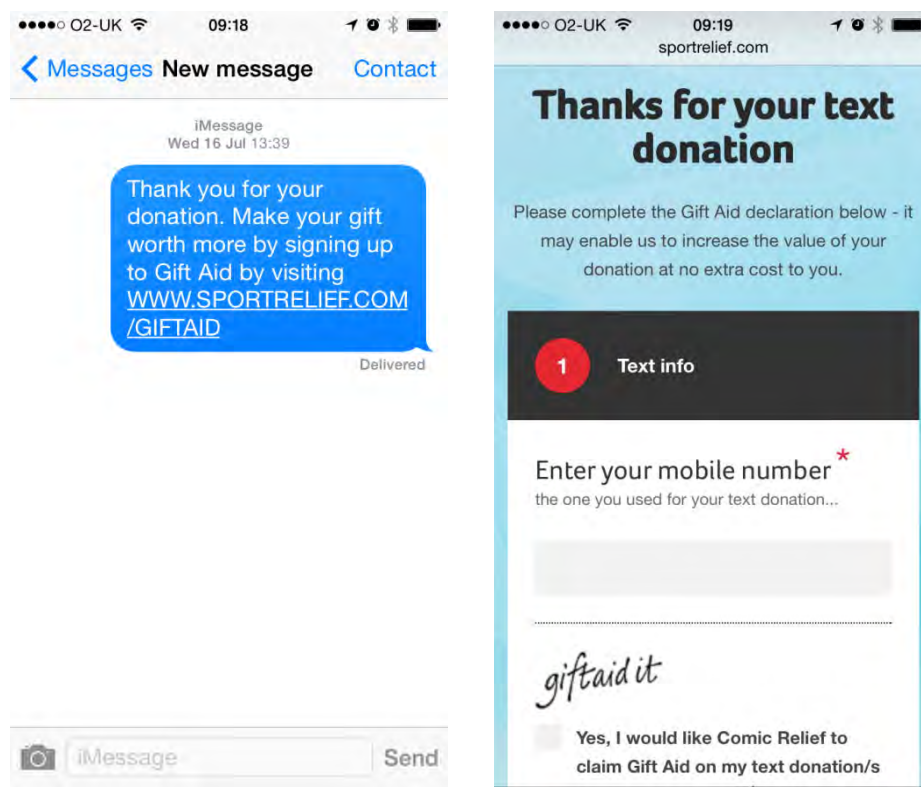 O2-UK 09:18
Messages New message Contact
iMessage
Wed 16 Jul 13:39
Thank you for your
donation. Make your gift
worth more by signing up
to Gift Aid by visiting
WWW.SPORTRELIEF.COM
/GIFTAID
Delivered
iMessage Send
O2-UK 09:19
sportrelief.com
Thanks for your text
donation
Please complete the Gift Aid declaration below - it
may enable us to increase the value of your
donation at no extra cost to you.
1 Text info
Enter your mobile number *
the one you used for your text donation...
giftaid it
Yes, I would like Comic Relief to
claim Gift Aid on my text donation/s